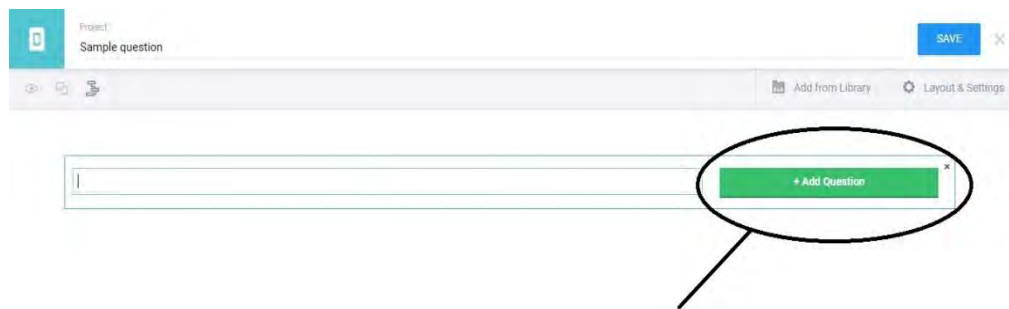 Project
Sample question
SAVE
Add from Library
Layout & Settings
+ Add Question